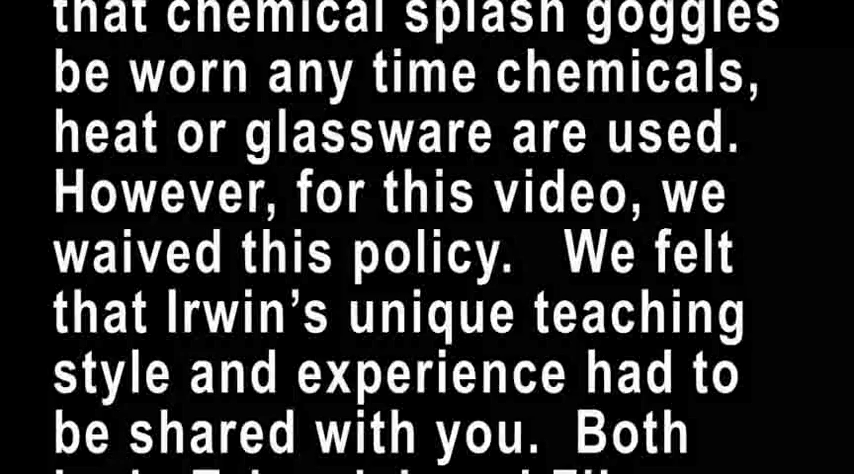 that chemical splash goggles
be worn any time chemicals,
heat or glassware are used.
However, for this video, we
waived this policy. We felt
that Irwin's unique teaching
style and experience had to
be shared with you. Both